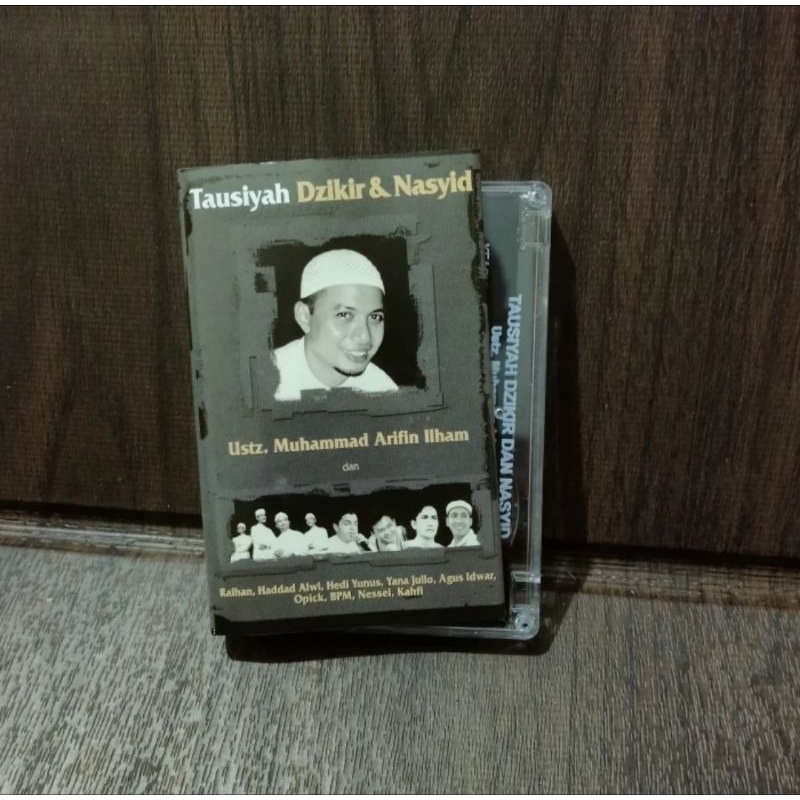 Tausiyah Dzikir & Nasyid
Ustz. Muhammad Arifin Ilham
dan
Raihan, Haddad Alwi, Hedi Yunus, Yana Julio, Agus Idwar,
Opick, BPM, Nessei, Kahfi
TAUSIYAH DZIKIR DAN NASYID
Ustz.